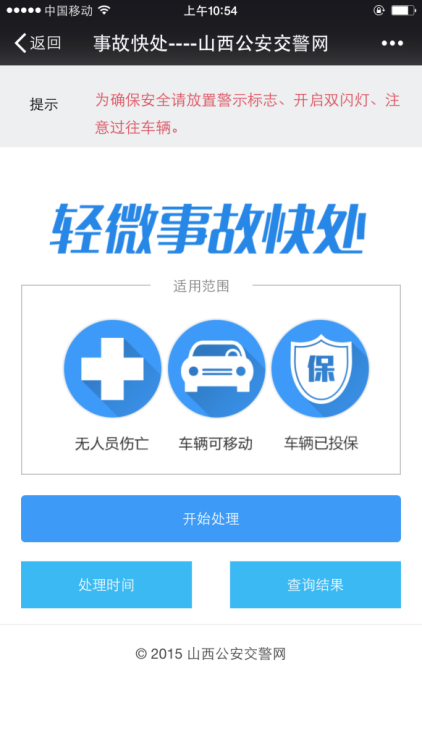 中国移动
上午10:54
返回
事故快处----山西公安交警网
提示
为确保安全请放置警示标志、开启双闪灯、注
意过往车辆。
轻微事故快处
适用范围
保
无人员伤亡
车辆可移动
车辆已投保
开始处理
处理时间
查询结果
© 2015 山西公安交警网